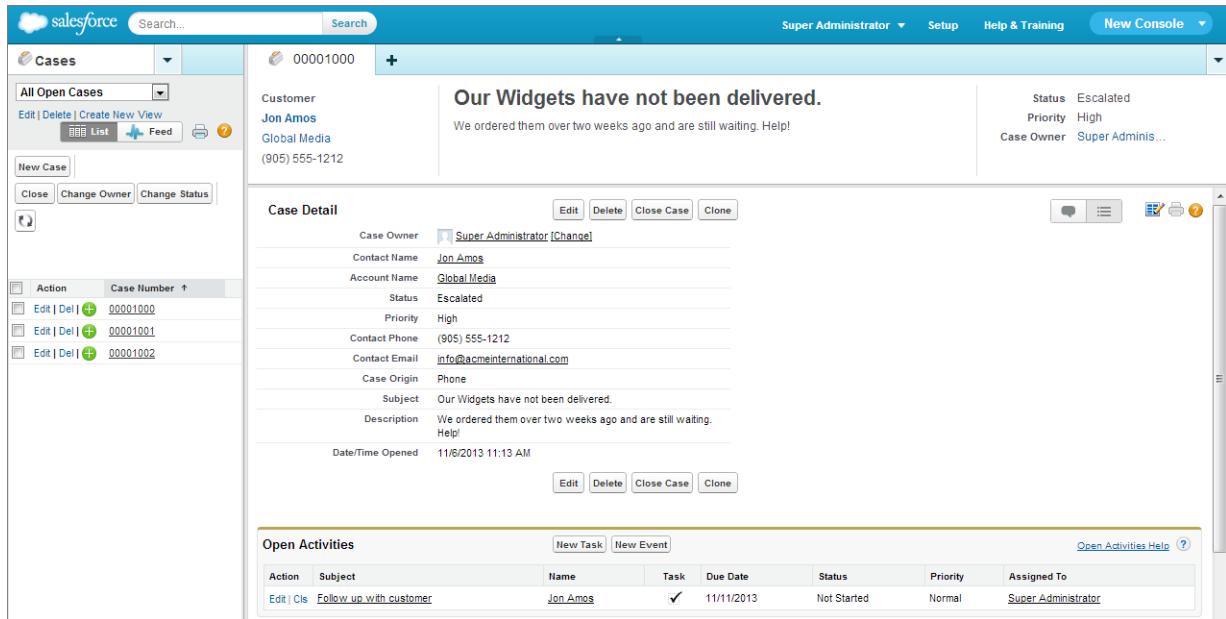 salesforce Search... Search Super Administrator Setup Help & Training New Console
Cases
All Open Cases
Edit | Delete | Create New View
List Feed
New Case
Close Change Owner Change Status
Action Case Number
Edit | Del | 00001000
Edit | Del | 00001001
Edit | Del | 00001002
00001000
Customer
Jon Amos
Global Media
(905) 555-1212
Our Widgets have not been delivered.
We ordered them over two weeks ago and are still waiting. Help!
Status Escalated
Priority High
Case Owner Super Adminis...
Case Detail Edit Delete Close Case Clone
Case Owner Super Administrator [Change]
Contact Name Jon Amos
Account Name Global Media
Status Escalated
Priority High
Contact Phone (905) 555-1212
Contact Email info@acmeinternational.com
Case Origin Phone
Subject Our Widgets have not been delivered.
Description We ordered them over two weeks ago and are still waiting.
Help!
Date/Time Opened 11/6/2013 11:13 AM
Edit Delete Close Case Clone
Open Activities New Task New Event Open Activities Help ?
Action Subject Name Task Due Date Status Priority Assigned To
Edit | Cls Follow up with customer Jon Amos 11/11/2013 Not Started Normal Super Administrator